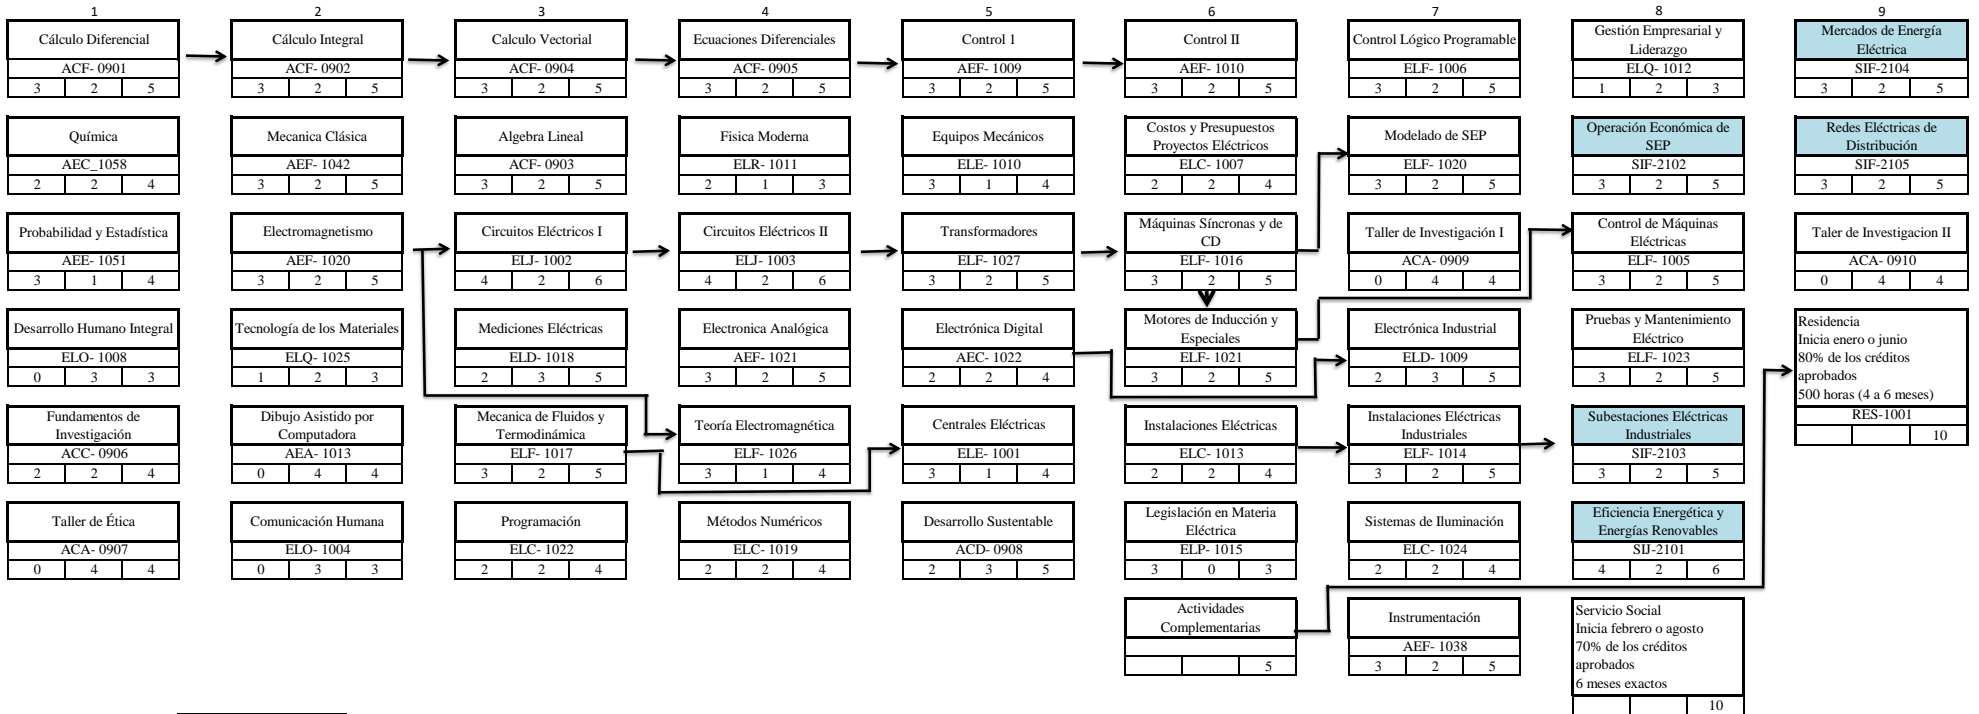 1
Cálculo Diferencial
ACF- 0901
3 2 5
Química
AEC_1058
2 2 4
Probabilidad y Estadística
AEE- 1051
3 1 4
Desarrollo Humano Integral
ELO- 1008
0 3 3
Fundamentos de
Investigación
ACC- 0906
2 2 4
Taller de Ética
ACA- 0907
0 4 4
2
Cálculo Integral
ACF- 0902
3 2 5
Mecanica Clásica
AEF- 1042
3 2 5
Electromagnetismo
AEF- 1020
3 2 5
Tecnología de los Materiales
ELQ- 1025
1 2 3
Dibujo Asistido por
Computadora
AEA- 1013
0 4 4
Comunicación Humana
ELO- 1004
0 3 3
3
Calculo Vectorial
ACF- 0904
3 2 5
Algebra Lineal
ACF- 0903
3 2 5
Circuitos Eléctricos I
ELJ- 1002
4 2 6
Mediciones Eléctricas
ELD- 1018
2 3 5
Mecanica de Fluidos y
Termodinámica
ELF- 1017
3 2 5
Programación
ELC- 1022
2 2 4
4
Ecuaciones Diferenciales
ACF- 0905
3 2 5
Fisica Moderna
ELR- 1011
2 1 3
Circuitos Eléctricos II
ELJ- 1003
4 2 6
Electronica Analógica
AEF- 1021
3 2 5
Teoría Electromagnética
ELF- 1026
3 1 4
Métodos Numéricos
ELC- 1019
2 2 4
5
Control 1
AEF- 1009
3 2 5
Equipos Mecánicos
ELE- 1010
3 1 4
Transformadores
ELF- 1027
3 2 5
Electrónica Digital
AEC- 1022
2 2 4
Centrales Eléctricas
ELE- 1001
3 1 4
Desarrollo Sustentable
ACD- 0908
2 3 5
6
Control II
AEF- 1010
3 2 5
Costos y Presupuestos
Proyectos Eléctricos
ELC- 1007
2 2 4
Máquinas Síncronas y de
CD
ELF- 1016
3 2 5
Motores de Inducción y
Especiales
ELF- 1021
3 2 5
Instalaciones Eléctricas
ELC- 1013
2 2 4
Legislación en Materia
Eléctrica
ELP- 1015
3 0 3
Actividades
Complementarias
5
7
Control Lógico Programable
ELF- 1006
3 2 5
Modelado de SEP
ELF- 1020
3 2 5
Taller de Investigación I
ACA- 0909
0 4 4
Electrónica Industrial
ELD- 1009
2 3 5
Instalaciones Eléctricas
Industriales
ELF- 1014
3 2 5
Sistemas de Iluminación
ELC- 1024
2 2 4
Instrumentación
AEF- 1038
3 2 5
8
Gestión Empresarial y
Liderazgo
ELQ- 1012
1 2 3
Operación Económica de
SEP
SIF-2102
3 2 5
Control de Máquinas
Eléctricas
ELF- 1005
3 2 5
Pruebas y Mantenimiento
Eléctrico
ELF- 1023
3 2 5
Subestaciones Eléctricas
Industriales
SIF-2103
3 2 5
Eficiencia Energética y
Energías Renovables
SIJ-2101
4 2 6
Servicio Social
Inicia febrero o agosto
70% de los créditos
aprobados
6 meses exactos
10
9
Mercados de Energía
Eléctrica
SIF-2104
3 2 5
Redes Eléctricas de
Distribución
SIF-2105
3 2 5
Taler de Investigacion II
ACA- 0910
0 4 4
Residencia
Inicia enero o junio
80% de los créditos
aprobados
500 horas (4 a 6 meses)
RES-1001
10